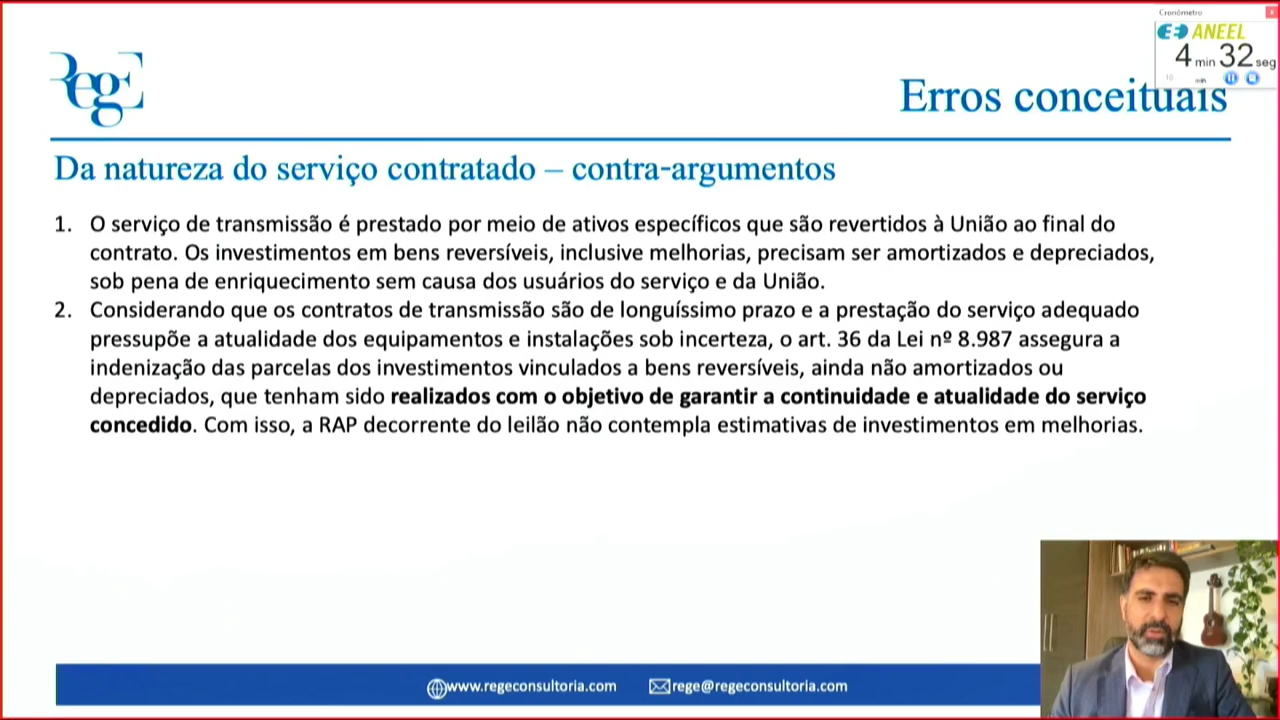 Cronômetro
ANEEL
4 min 32 seg
10
min
Rege
Erros conceituais
Da natureza do serviço contratado – contra-argumentos
1. O serviço de transmissão é prestado por meio de ativos específicos que são revertidos à União ao final do
contrato. Os investimentos em bens reversíveis, inclusive melhorias, precisam ser amortizados e depreciados,
sob pena de enriquecimento sem causa dos usuários do serviço e da União.
2. Considerando que os contratos de transmissão são de longuíssimo prazo e a prestação do serviço adequado
pressupõe a atualidade dos equipamentos e instalações sob incerteza, o art. 36 da Lei nº 8.987 assegura a
indenização das parcelas dos investimentos vinculados a bens reversíveis, ainda não amortizados ou
depreciados, que tenham sido realizados com o objetivo de garantir a continuidade e atualidade do serviço
concedido. Com isso, a RAP decorrente do leilão não contempla estimativas de investimentos em melhorias.
www.regeconsultoria.com rege@regeconsultoria.com